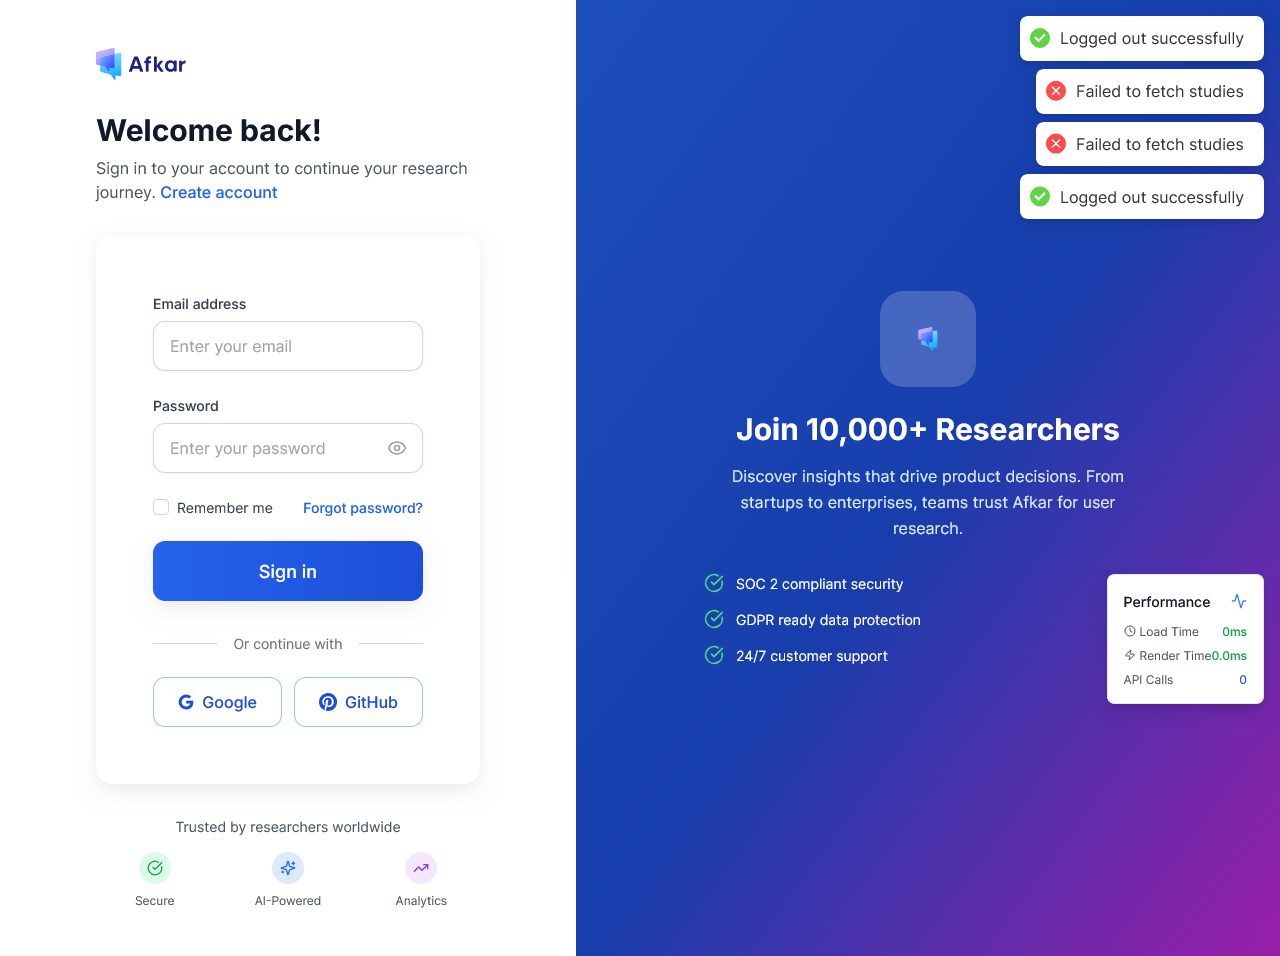 Afkar
Welcome back!
Sign in to your account to continue your research
journey. Create account
Email address
Enter your email
Password
Enter your password
Remember me
Forgot password?
Sign in
Or continue with
Google
GitHub
Trusted by researchers worldwide
Secure
AI-Powered
Analytics
Logged out successfully
Failed to fetch studies
Failed to fetch studies
Logged out successfully
Join 10,000+ Researchers
Discover insights that drive product decisions. From
startups to enterprises, teams trust Afkar for user
research.
SOC 2 compliant security
GDPR ready data protection
24/7 customer support
Performance
Load Time 0ms
Render Time 0.0ms
API Calls 0